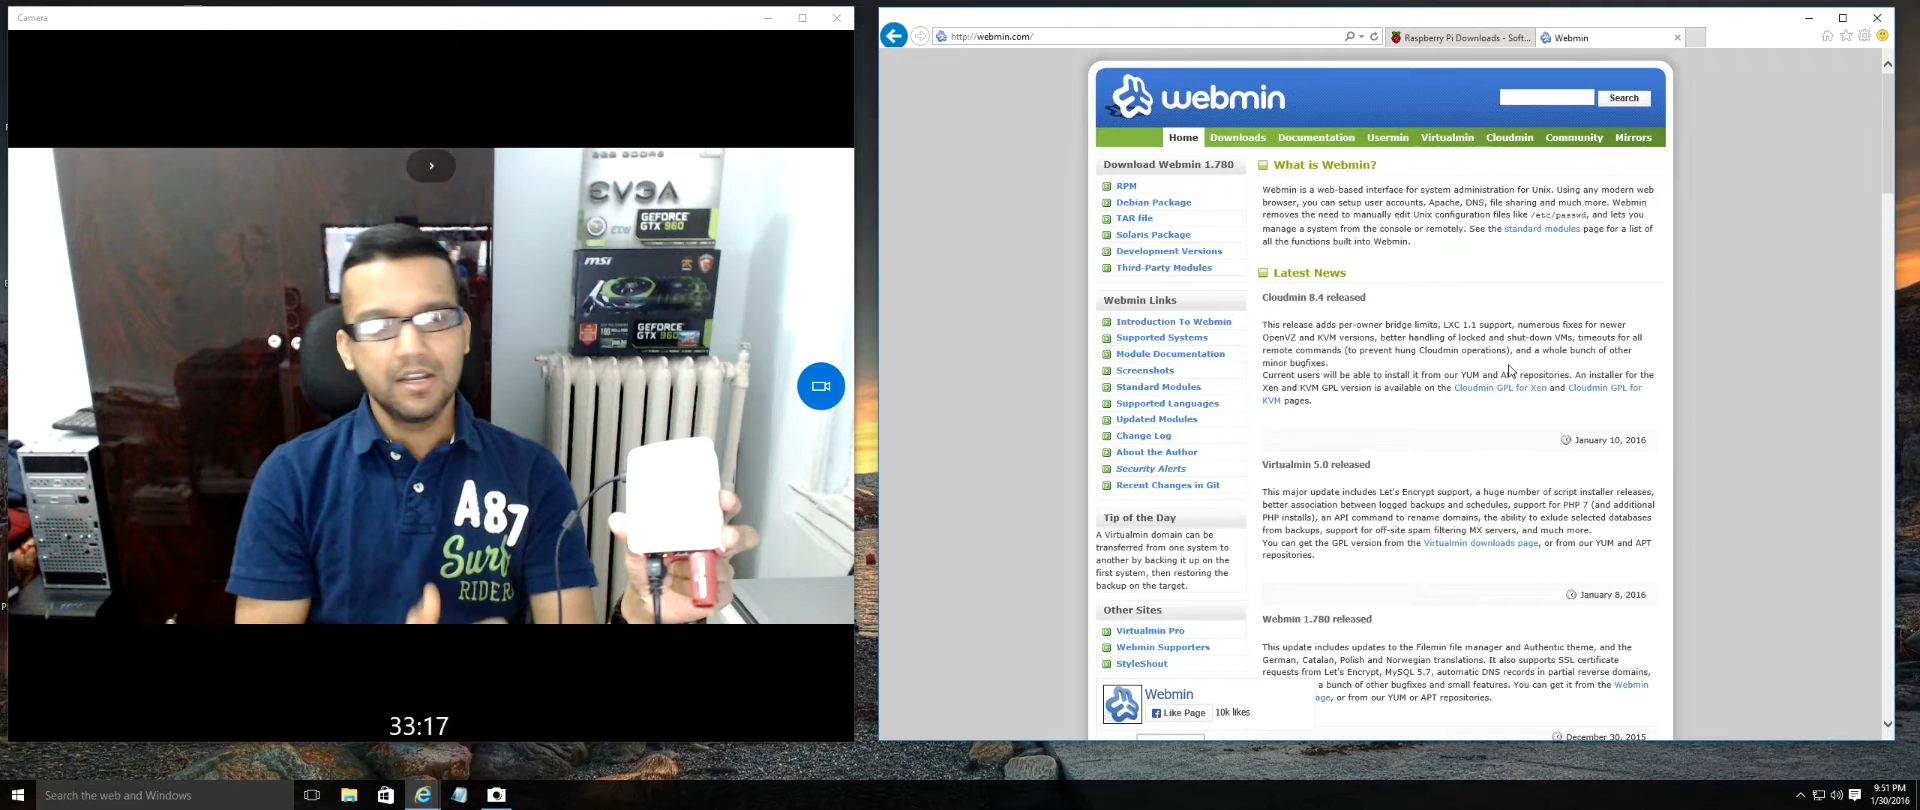 Camera
EVGA
GEFORCE
GTX 960
msi
GEFORCE
GTX 960
A87
Surf
RIDER
33:17
http://webmin.com/
Raspberry Pi Downloads - Soft...
Webmin
webmin
Search
Home Downloads Documentation Usermin Virtualmin Cloudmin Community Mirrors
Download Webmin 1.780
RPM
Debian Package
TAR file
Solaris Package
Development Versions
Third-Party Modules
Webmin Links
Introduction To Webmin
Supported Systems
Module Documentation
Screenshots
Standard Modules
Supported Languages
Updated Modules
Change Log
About the Author
Security Alerts
Recent Changes in Git
Tip of the Day
A Virtualmin domain can be
transferred from one system to
another by backing it up on the
first system, then restoring the
backup on the target.
Other Sites
Virtualmin Pro
Webmin Supporters
StyleShout
Webmin
Like Page 10k likes
What is Webmin?
Webmin is a web-based interface for system administration for Unix. Using any modern web
browser, you can setup user accounts, Apache, DNS, file sharing and much more. Webmin
removes the need to manually edit Unix configuration files like /etc/passwd, and lets you
manage a system from the console or remotely. See the standard modules page for a list of
all the functions built into Webmin.
Latest News
Cloudmin 8.4 released
This release adds per-owner bridge limits, LXC 1.1 support, numerous fixes for newer
OpenVZ and KVM versions, better handling of locked and shut-down VMs, timeouts for all
remote commands (to prevent hung Cloudmin operations), and a whole bunch of other
minor bugfixes.
Current users will be able to install it from our YUM and APT repositories. An installer for the
Xen and KVM GPL version is available on the Cloudmin GPL for Xen and Cloudmin GPL for
KVM pages.
January 10, 2016
Virtualmin 5.0 released
This major update includes Let's Encrypt support, a huge number of script installer releases,
better association between logged backups and schedules, support for PHP 7 (and additional
PHP installs), an API command to rename domains, the ability to exlude selected databases
from backups, support for off-site spam filtering MX servers, and much more.
You can get the GPL version from the Virtualmin downloads page, or from our YUM and APT
repositories.
January 8, 2016
Webmin 1.780 released
This update includes updates to the Filemin file manager and Authentic theme, and the
German, Catalan, Polish and Norwegian translations. It also supports SSL certificate
requests from Let's Encrypt, MySQL 5.7, automatic DNS records in partial reverse domains,
a bunch of other bugfixes and small features. You can get it from the Webmin
age, or from our YUM or APT repositories.
December 30, 2015
Search the web and Windows
9:51 PM
1/30/2016